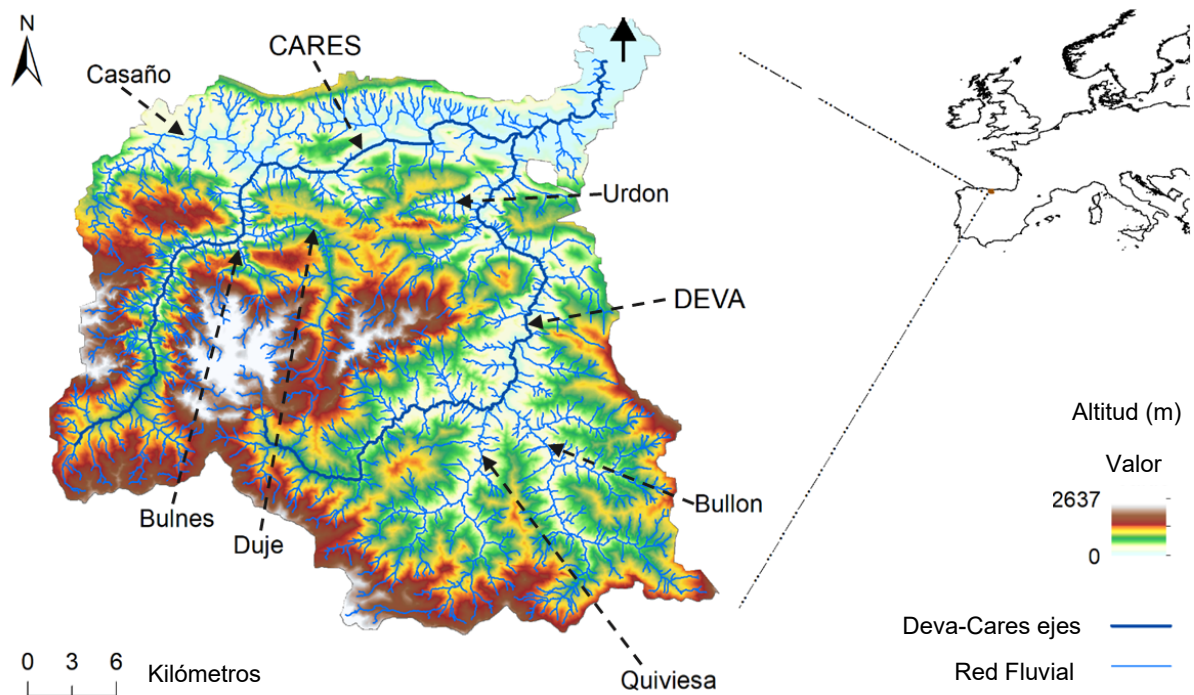 N
CARES
Casaño
Urdon
DEVA
Altitud (m)
Valor
2637
0
Bullon
Bulnes
Duje
Deva-Cares ejes
Red Fluvial
0 3 6 Kilómetros
Quiviesa